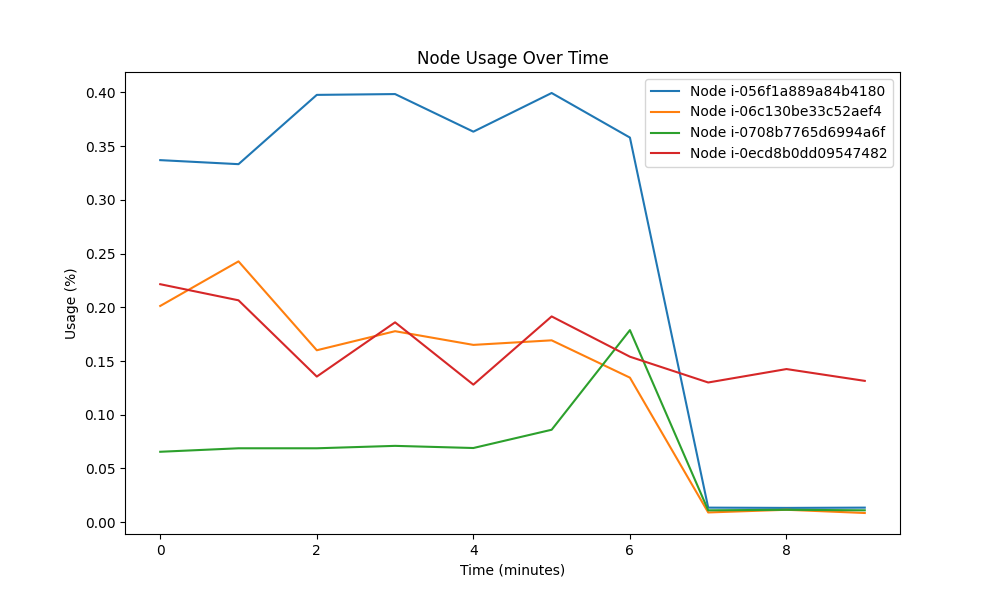 Node Usage Over Time
Node i-056f1a889a84b4180
Node i-06c130be33c52aef4
Node i-0708b7765d6994a6f
Node i-0ecd8b0dd09547482
Usage (%)
0.40
0.35
0.30
0.25
0.20
0.15
0.10
0.05
0.00
0 2 4 6 8
Time (minutes)